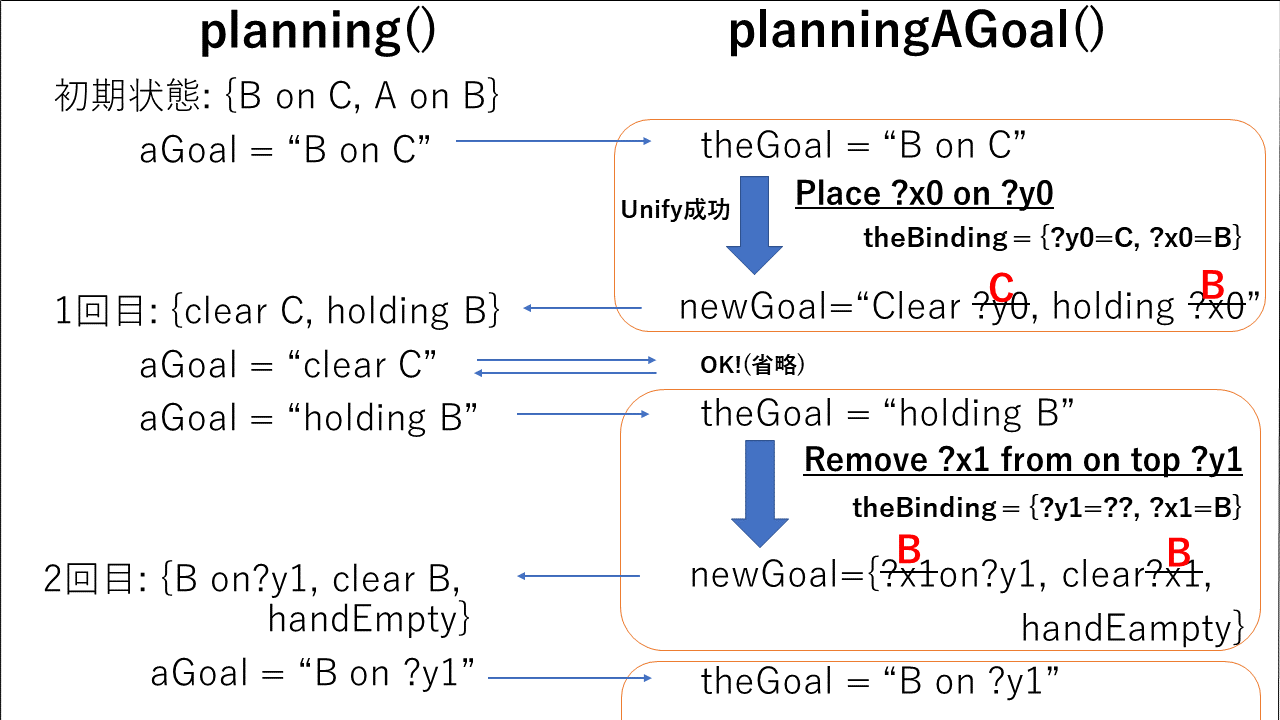 planning()
planningAGoal()
初期状態: {B on C, A on B}
aGoal = “B on C”
theGoal = “B on C”
Unify成功
Place ?x0 on ?y0
theBinding = {?y0=C, ?x0=B}
C
B
1回目: {clear C, holding B}
newGoal=“Clear ?y0, holding ?x0”
aGoal = “clear C”
OK!(省略)
aGoal = “holding B”
theGoal = “holding B”
Remove ?x1 from on top ?y1
theBinding = {?y1=??, ?x1=B}
B
B
2回目: {B on?y1, clear B,
handEmpty}
newGoal={?x1on?y1, clear?x1,
handEampty}
aGoal = “B on ?y1”
theGoal = “B on ?y1”